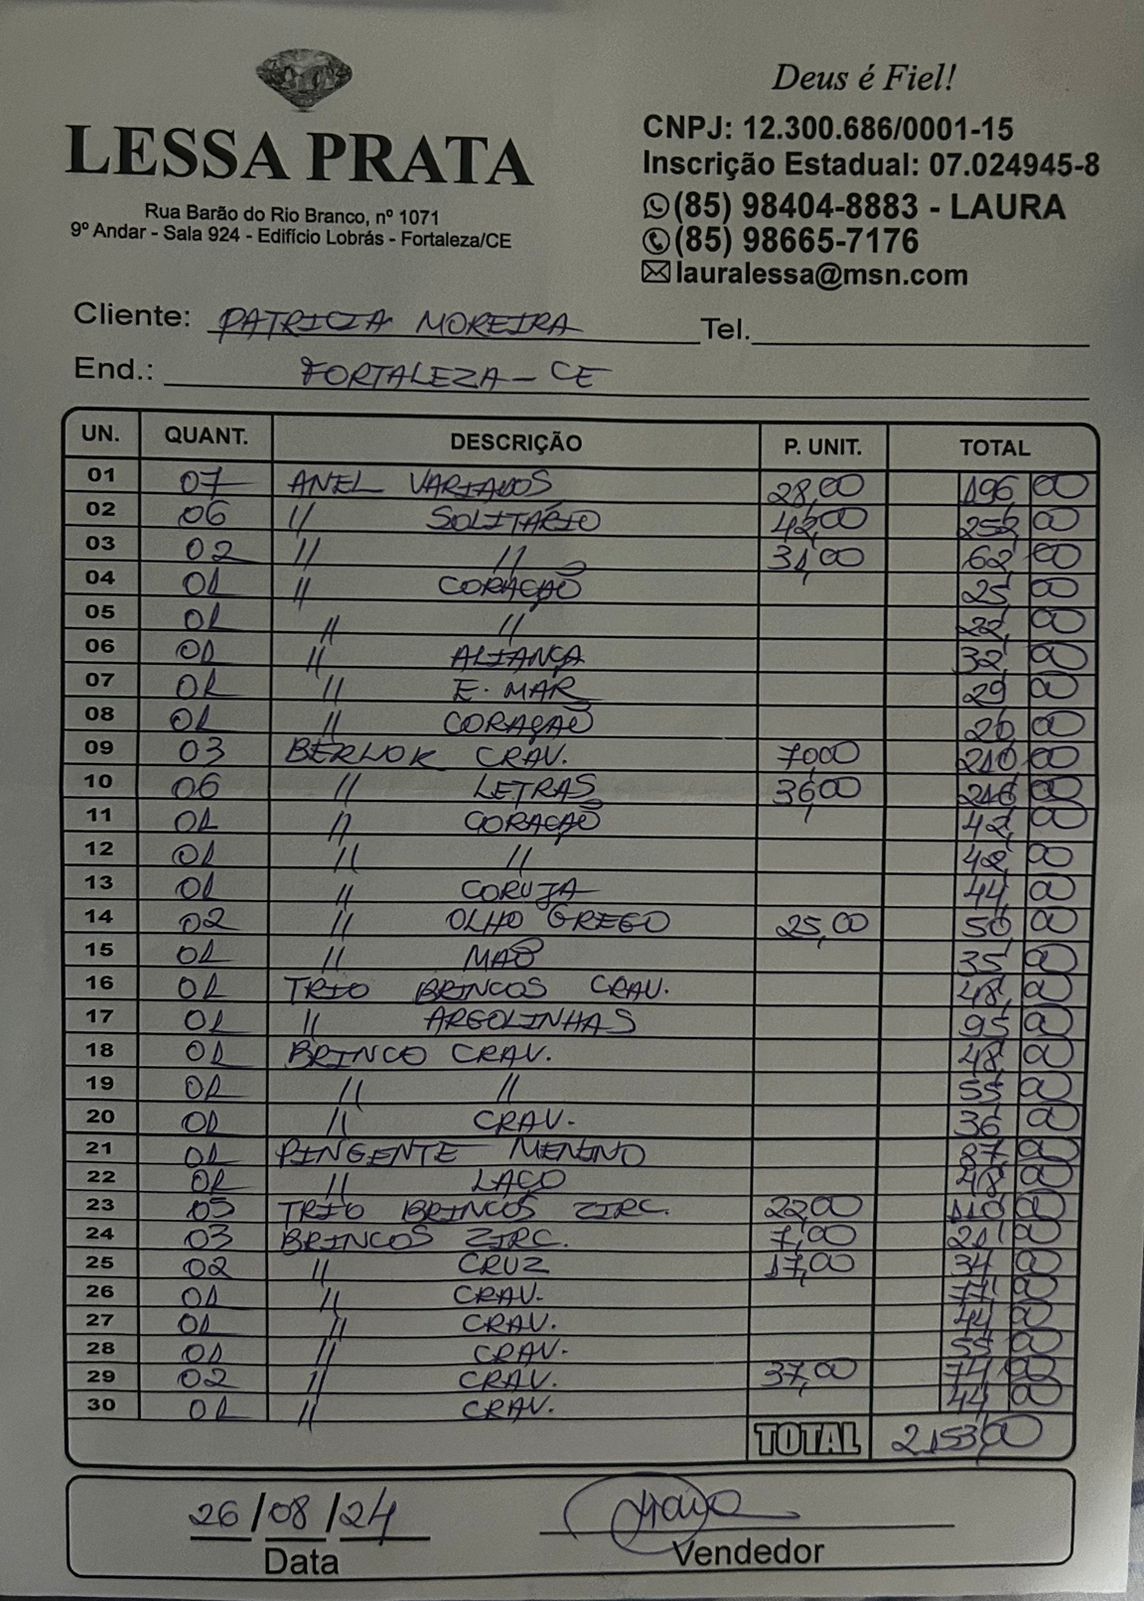 Deus é Fiel!
LESSA PRATA
Rua Barão do Rio Branco, nº 1071
9º Andar - Sala 924 - Edifício Lobrás - Fortaleza/CE
CNPJ: 12.300.686/0001-15
Inscrição Estadual: 07.024945-8
(85) 98404-8883 - LAURA
(85) 98665-7176
lauralessa@msn.com
Cliente: PATRICIA MOREIRA Tel.
End.: FORTALEZA - CE
UN. QUANT. DESCRIÇÃO P. UNIT. TOTAL
01 07 ANEL VARIADOS 28,00 196,00
02 06 " SOLITÁRIO 42,00 252,00
03 02 " " 31,00 62,00
04 01 " CORAÇÃO 25,00
05 01 " " 22,00
06 01 " ALIANÇA 32,00
07 01 " E. MAR 29,00
08 01 " CORAÇÃO 26,00
09 03 BERLOK CRAV. 70,00 210,00
10 06 " LETRAS 36,00 216,00
11 01 " CORAÇÃO 42,00
12 01 " " 42,00
13 01 " CORUJA 44,00
14 02 " OLHO GREGO 25,00 50,00
15 01 " MAO 35,00
16 01 TRIO BRINCOS CRAV. 48,00
17 01 " ARGOLINHAS 95,00
18 01 BRINCO CRAV. 48,00
19 01 " " 55,00
20 01 " CRAV. 36,00
21 01 PINGENTE MENINO 00
22 01 " LAÇO 48,00
23 05 TRIO BRINCOS ZIRC. 22,00 110,00
24 03 BRINCOS ZIRC. 7,00 21,00
25 02 " CRUZ 17,00 34,00
26 01 " CRAV. 77,00
27 01 " CRAV. 44,00
28 01 " CRAV. 55,00
29 02 " CRAV. 37,00 74,00
30 01 " CRAV. 44,00
TOTAL 2153,00
26/08/24
Data Vendedor